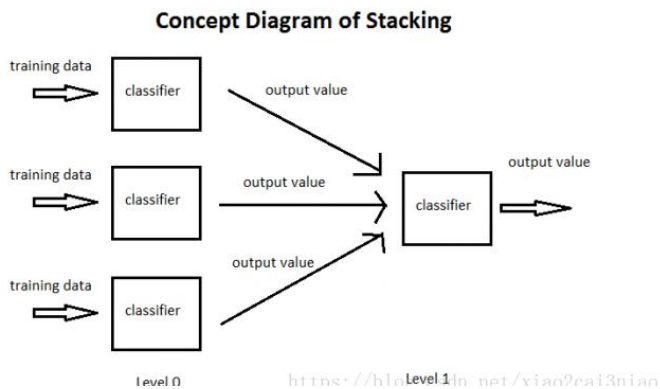 Concept Diagram of Stacking
training data
classifier
output value
training data
classifier
output value
output value
classifier
training data
classifier
output value
Level 0
Level 1